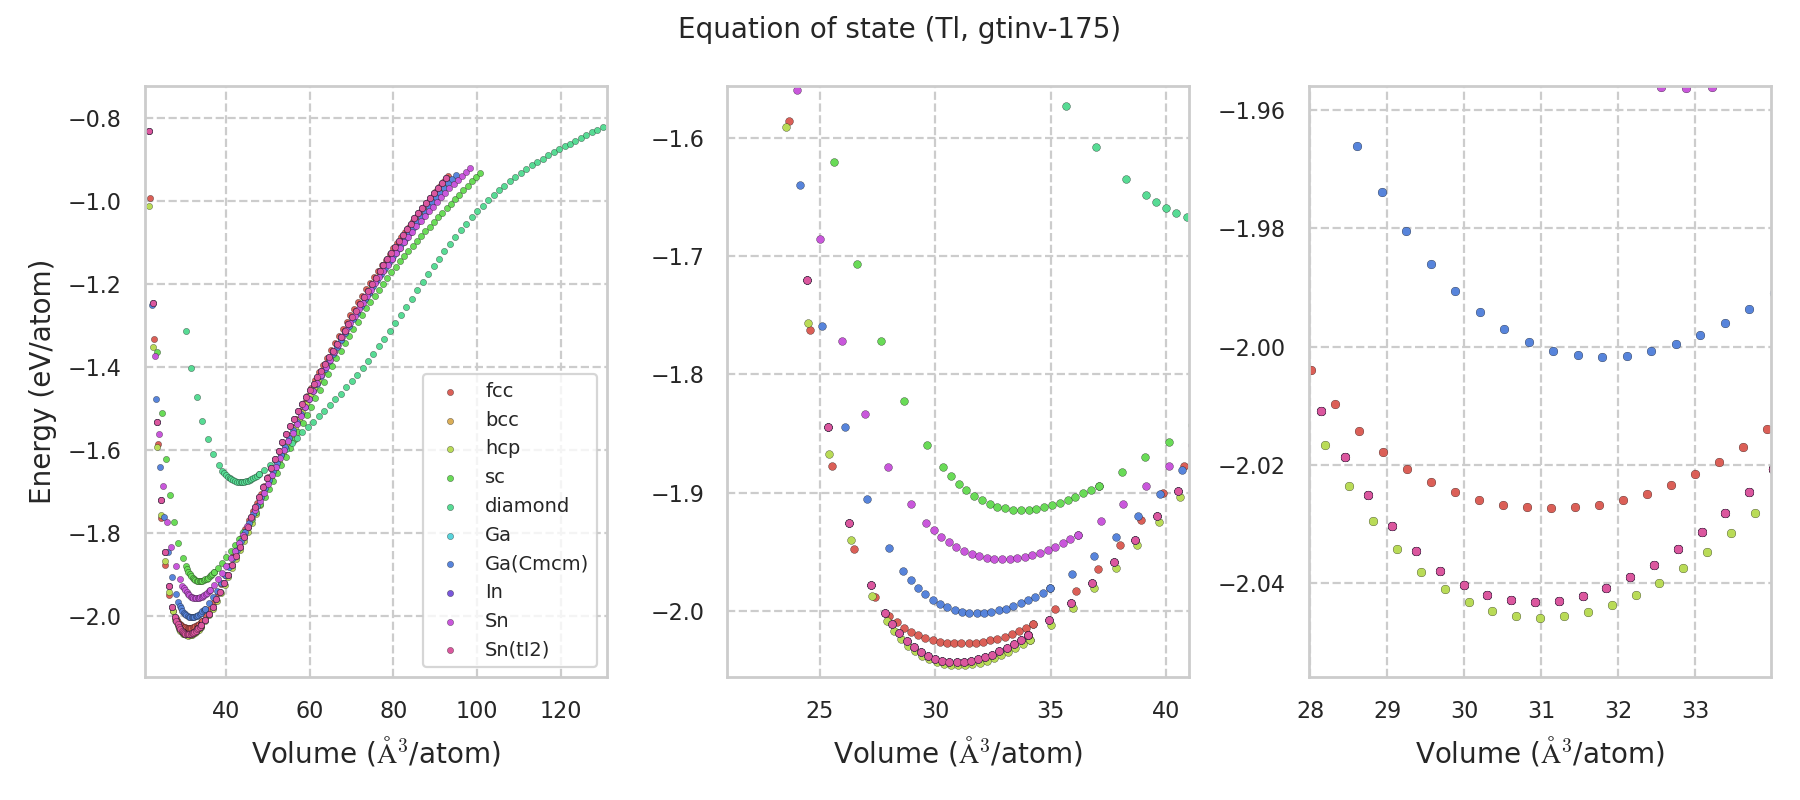 Equation of state (Tl, gtinv-175)
Energy (eV/atom)
−0.8
−1.0
−1.2
−1.4
−1.6
−1.8
−2.0
40 60 80 100 120
Volume (Å³/atom)
fcc
bcc
hcp
sc
diamond
Ga
Ga(Cmcm)
In
Sn
Sn(tI2)
−1.6
−1.7
−1.8
−1.9
−2.0
25 30 35 40
Volume (Å³/atom)
−1.96
−1.98
−2.00
−2.02
−2.04
28 29 30 31 32 33
Volume (Å³/atom)